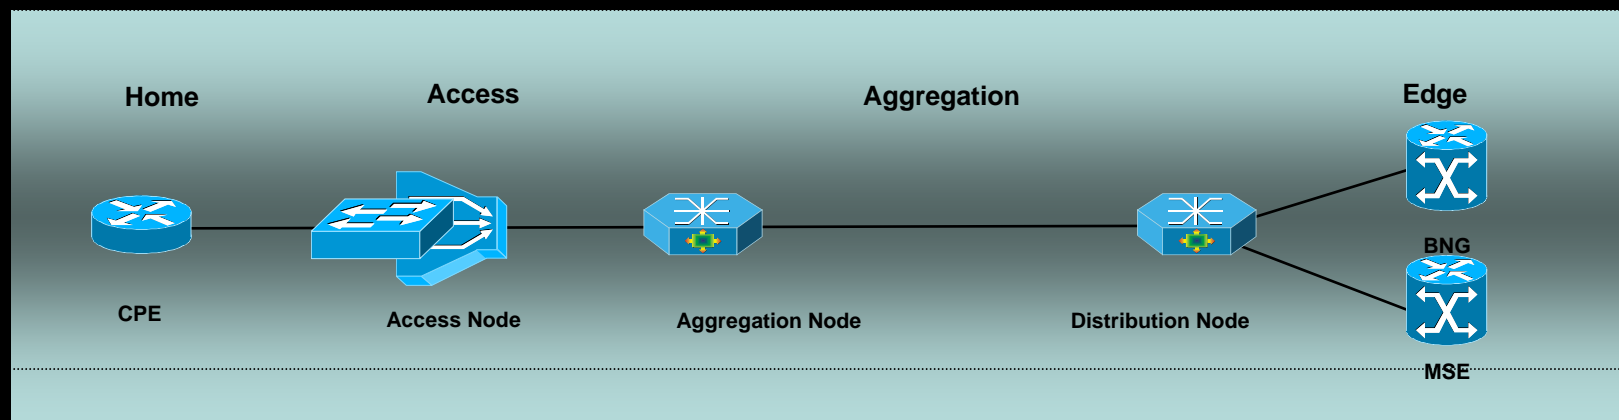 Home
Access
Aggregation
Edge
BNG
CPE
Access Node
Aggregation Node
Distribution Node
MSE